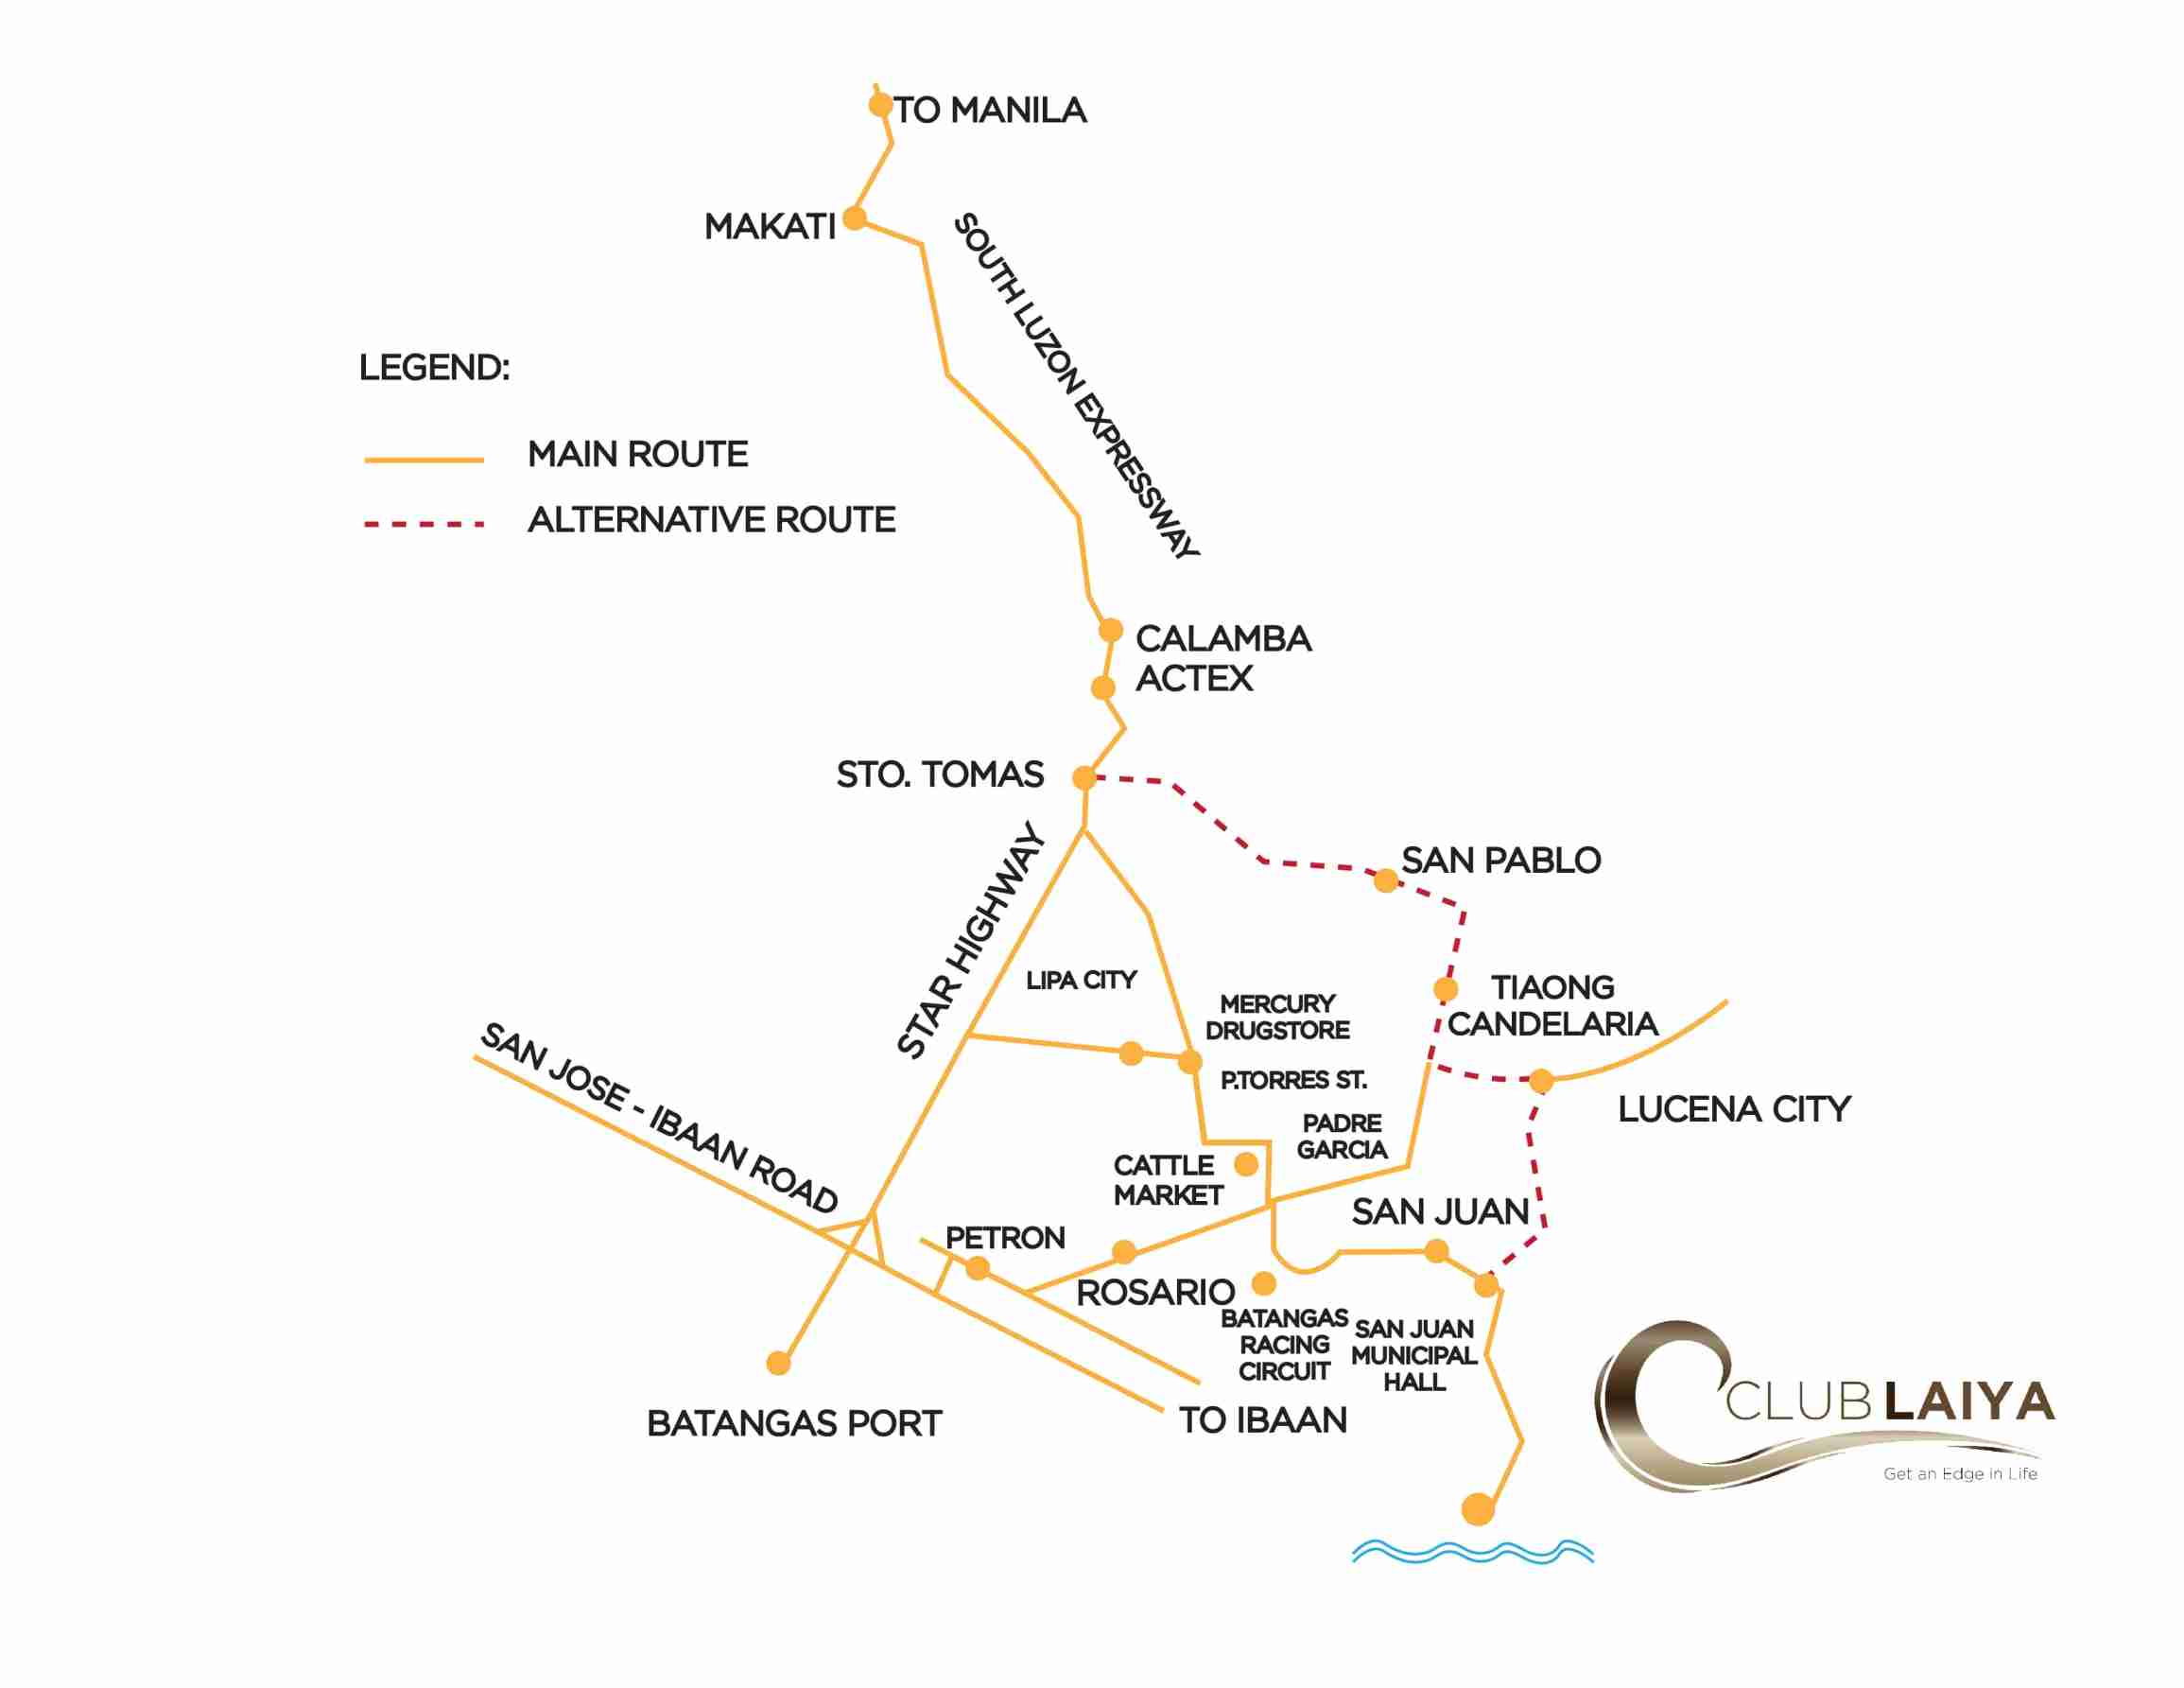 TO MANILA
MAKATI
SOUTH LUZON EXPRESSWAY
LEGEND:
MAIN ROUTE
ALTERNATIVE ROUTE
CALAMBA
ACTEX
STO. TOMAS
STAR HIGHWAY
SAN PABLO
LIPA CITY
MERCURY
DRUGSTORE
TIAONG
CANDELARIA
SAN JOSE - IBAAN ROAD
P.TORRES ST.
LUCENA CITY
PADRE
GARCIA
CATTLE
MARKET
SAN JUAN
PETRON
ROSARIO
BATANGAS
RACING
CIRCUIT
SAN JUAN
MUNICIPAL
HALL
BATANGAS PORT
TO IBAAN
CLUB LAIYA
Get an Edge in Life